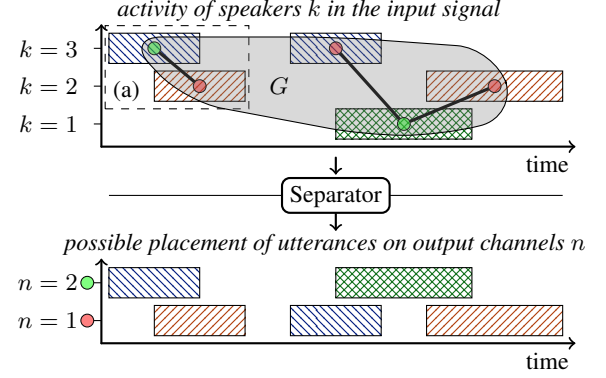 activity of speakers k in the input signal
k = 3
(a)
k = 2
G
k = 1
time
Separator
possible placement of utterances on output channels n
n = 2
n = 1
time